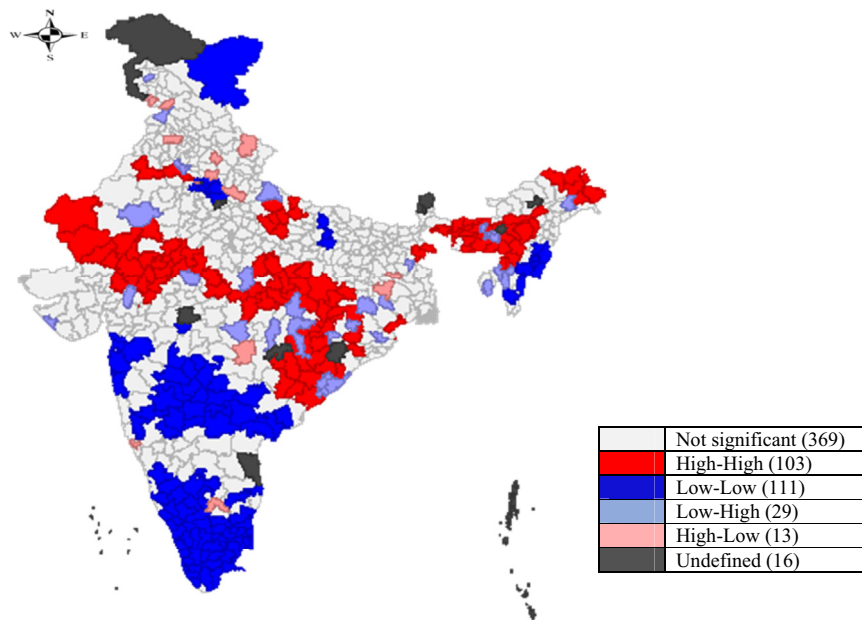 N
W E
S
Not significant (369)
High-High (103)
Low-Low (111)
Low-High (29)
High-Low (13)
Undefined (16)